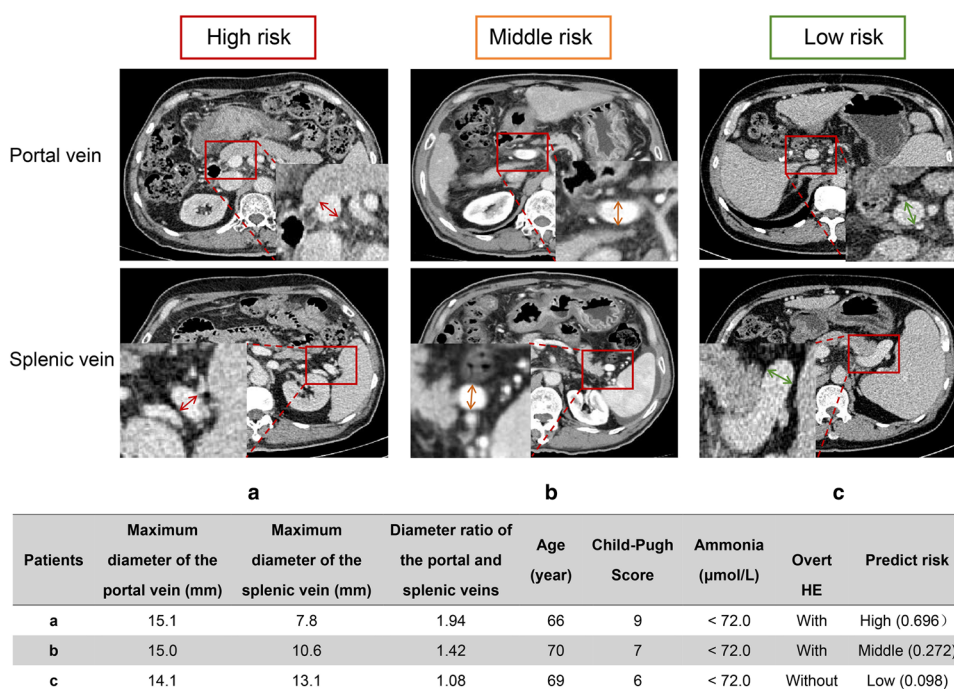 High risk
Middle risk
Low risk
Portal vein
Splenic vein
a
b
c
Patients
Maximum
diameter of the
portal vein (mm)
Maximum
diameter of the
splenic vein (mm)
Diameter ratio of
the portal and
splenic veins
Age
(year)
Child-Pugh
Score
Ammonia
(μmol/L)
Overt
HE
Predict risk
a 15.1 7.8 1.94 66 9 < 72.0 With High (0.696）
b 15.0 10.6 1.42 70 7 < 72.0 With Middle (0.272)
c 14.1 13.1 1.08 69 6 < 72.0 Without Low (0.098)